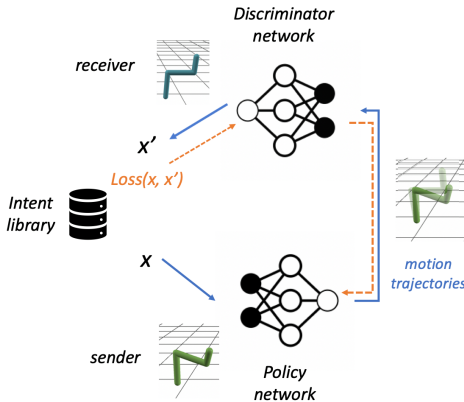 Discriminator
network
receiver
x'
Loss(x, x')
Intent
library
x
motion
trajectories
sender
Policy
network